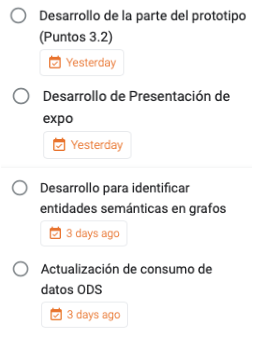 Desarrollo de la parte del prototipo
(Puntos 3.2)
Yesterday
Desarrollo de Presentación de
expo
Yesterday
Desarrollo para identificar
entidades semánticas en grafos
3 days ago
Actualización de consumo de
datos ODS
3 days ago